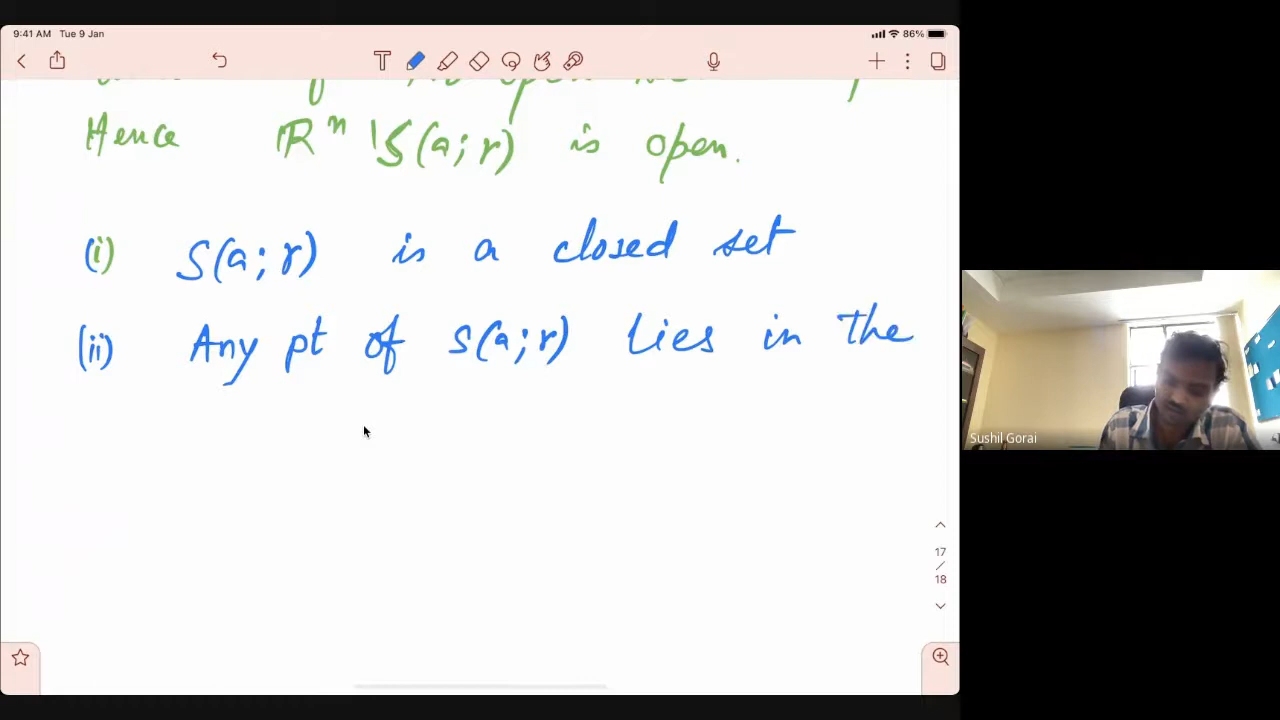 9:41 AM Tue 9 Jan
86%
T
open
Hence ℝⁿ \ S(a; r) is open.
(i) S(a; r) is a closed set
(ii) Any pt of S(a; r) lies in the
Sushil Gorai
17
/
18